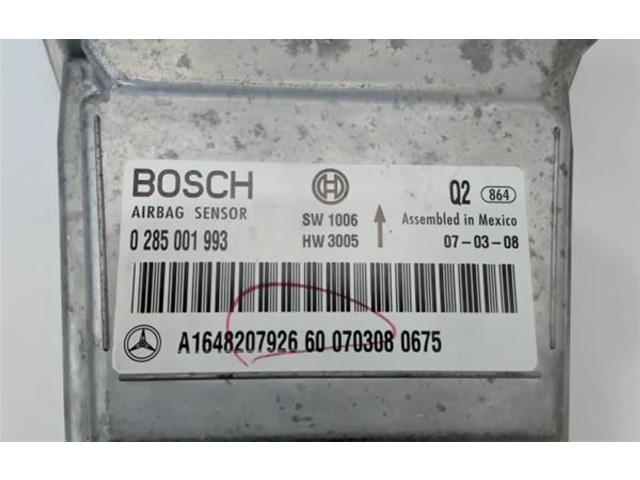 BOSCH
Q2 864
AIRBAG SENSOR
SW 1006
Assembled in Mexico
0 285 001 993
HW 3005
07-03-08
A1648207926 60 070308 0675